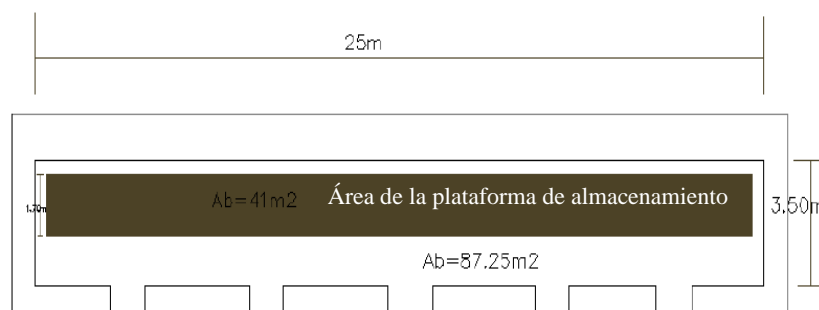 25m
1.70m
Ab=41m2 Área de la plataforma de almacenamiento
3.50m
Ab=87.25m2